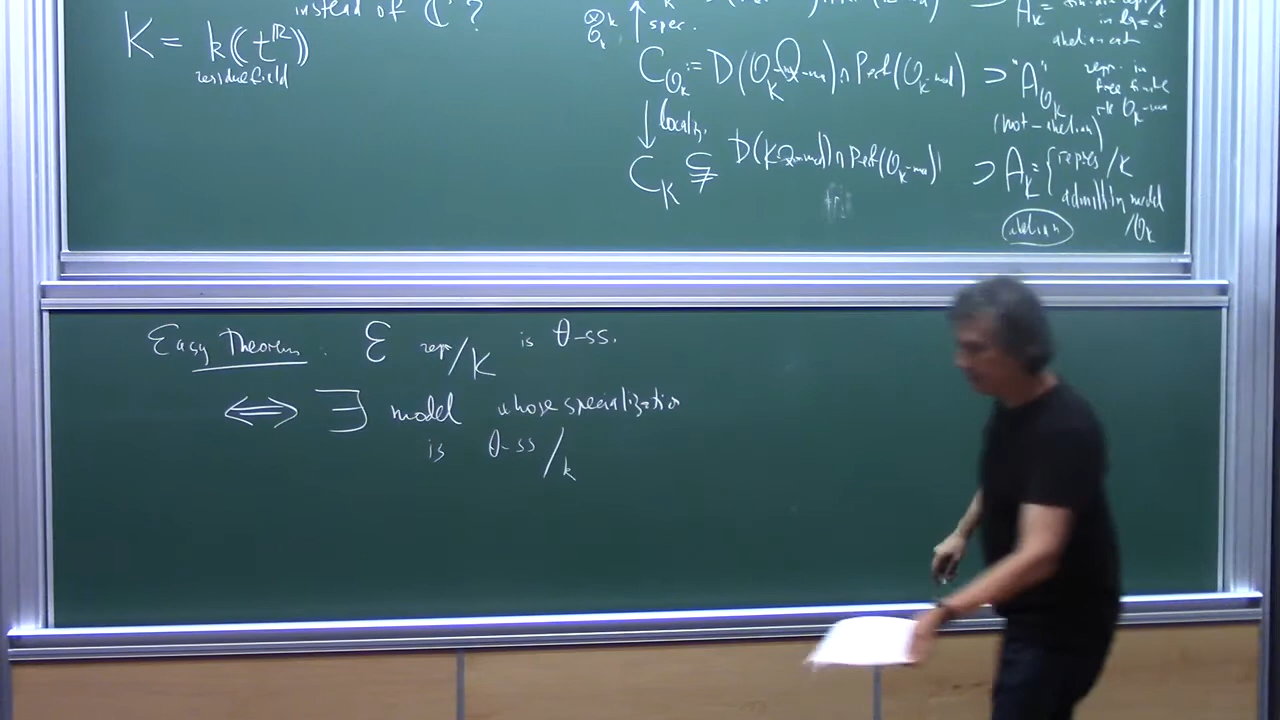 instead of ℂ ?
K = k((t^ℝ))
residue field
spec.
C_{O_K} := D(O_K Q-mod) ∩ Perf(O_K-mod) ⊃ "A"_{O_K}
repr. in
free finite
rk O_K-mod
(not-abelian)
↓ localiz.
C_K ⊊ D(KQ-mod) ∩ Perf(O_K-mod) ⊃ A_K = { repres / K
admitting model
/O_K
abelian
Easy Theorem : ℰ repr/K is θ-ss.
⟺ ∃ model whose specialization
is θ-ss /k